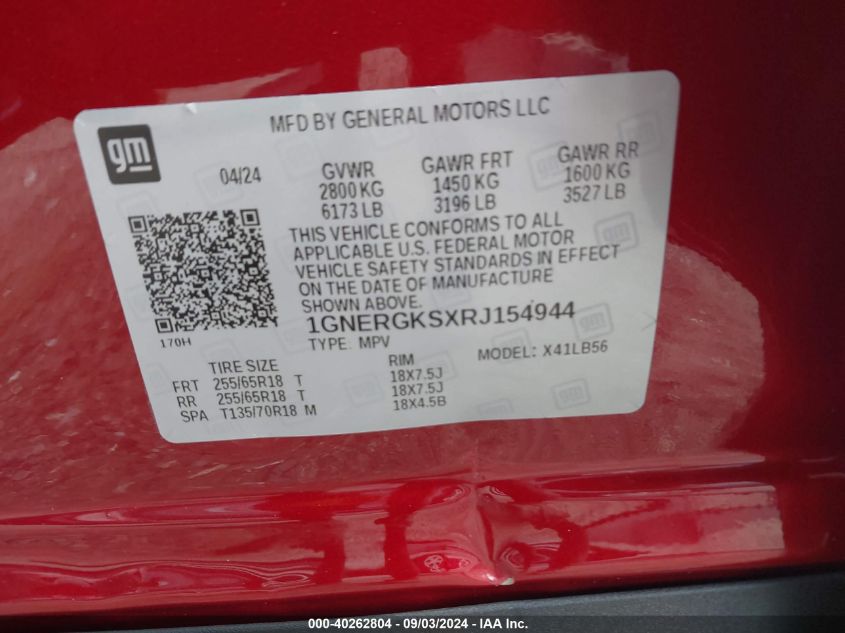 MFD BY GENERAL MOTORS LLC
gm
04/24
GVWR
2800 KG
6173 LB
GAWR FRT
1450 KG
3196 LB
GAWR RR
1600 KG
3527 LB
THIS VEHICLE CONFORMS TO ALL
APPLICABLE U.S. FEDERAL MOTOR
VEHICLE SAFETY STANDARDS IN EFFECT
ON THE DATE OF MANUFACTURE
SHOWN ABOVE.
170H
1GNERGKSXRJ154944
TYPE. MPV
MODEL: X41LB56
TIRE SIZE RIM
FRT 255/65R18 T 18X7.5J
RR 255/65R18 T 18X7.5J
SPA T135/70R18 M 18X4.5B
000-40262804 - 09/03/2024 - IAA Inc.